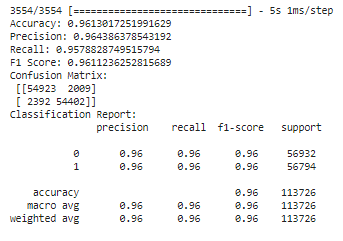 3554/3554 [==============================] - 5s 1ms/step
Accuracy: 0.9613017251991629
Precision: 0.964386378543192
Recall: 0.9578828749515794
F1 Score: 0.9611236252815689
Confusion Matrix:
[[54923  2009]
[ 2392 54402]]
Classification Report:
precision    recall  f1-score   support
0       0.96      0.96      0.96     56932
1       0.96      0.96      0.96     56794
accuracy                           0.96    113726
macro avg       0.96      0.96      0.96    113726
weighted avg       0.96      0.96      0.96    113726